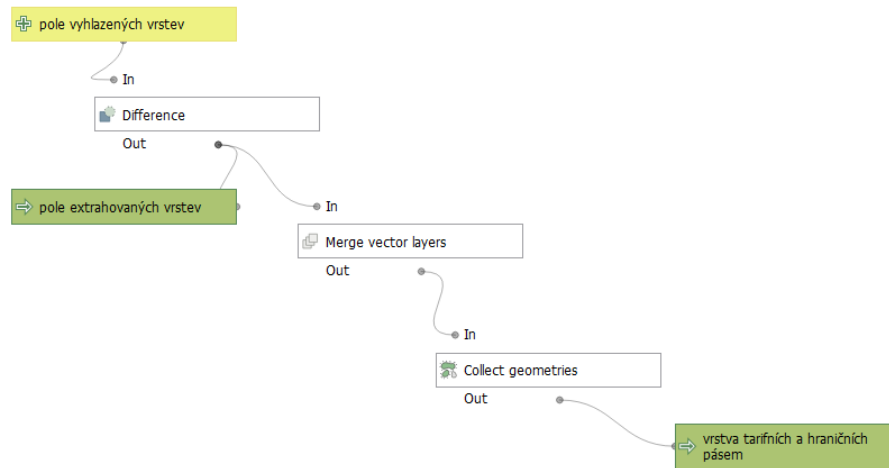 pole vyhlazených vrstev
In
Difference
Out
pole extrahovaných vrstev
In
Merge vector layers
Out
In
Collect geometries
Out
vrstva tarifních a hraničních
pásem